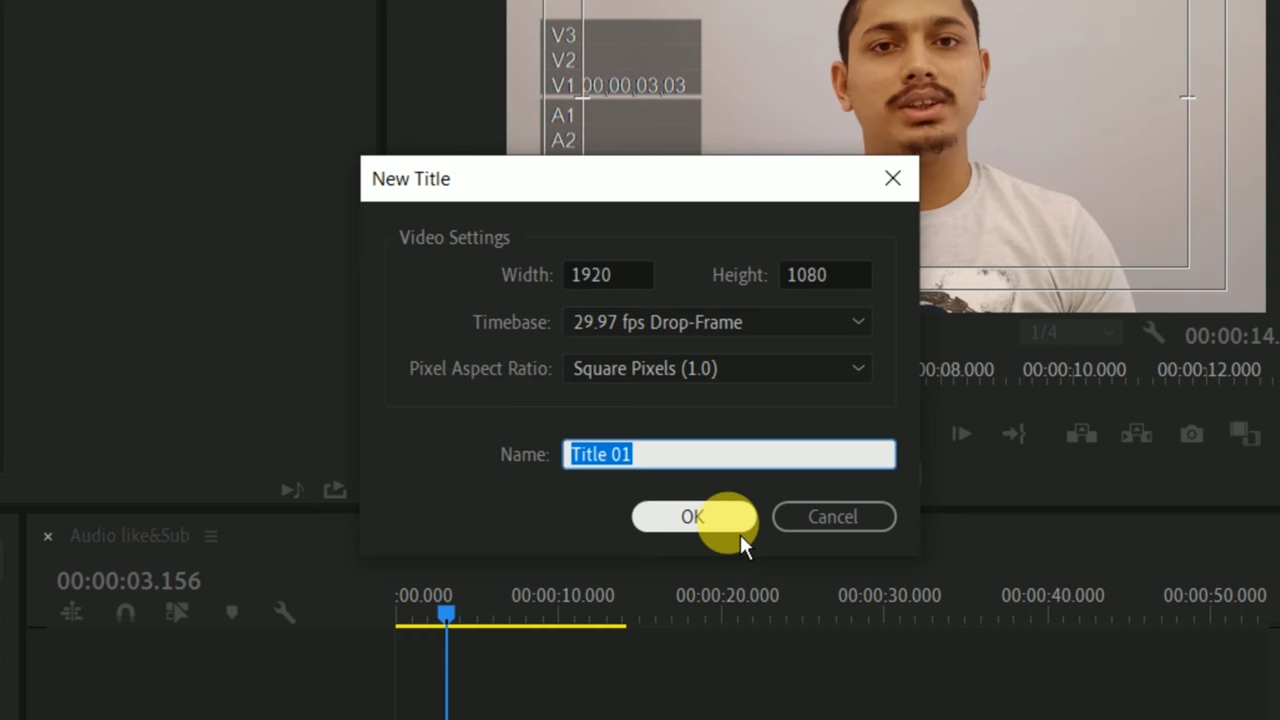 V3
V2
V1 00;00;03;03
A1
A2
New Title
Video Settings
Width: 1920 Height: 1080
Timebase: 29.97 fps Drop-Frame
Pixel Aspect Ratio: Square Pixels (1.0)
Name: Title 01
OK Cancel
1/4 00:00:14.
00:08.000 00:00:10.000 00:00:12.000
Audio like&Sub
00:00:03.156
:00.000 00:00:10.000 00:00:20.000 00:00:30.000 00:00:40.000 00:00:50.000